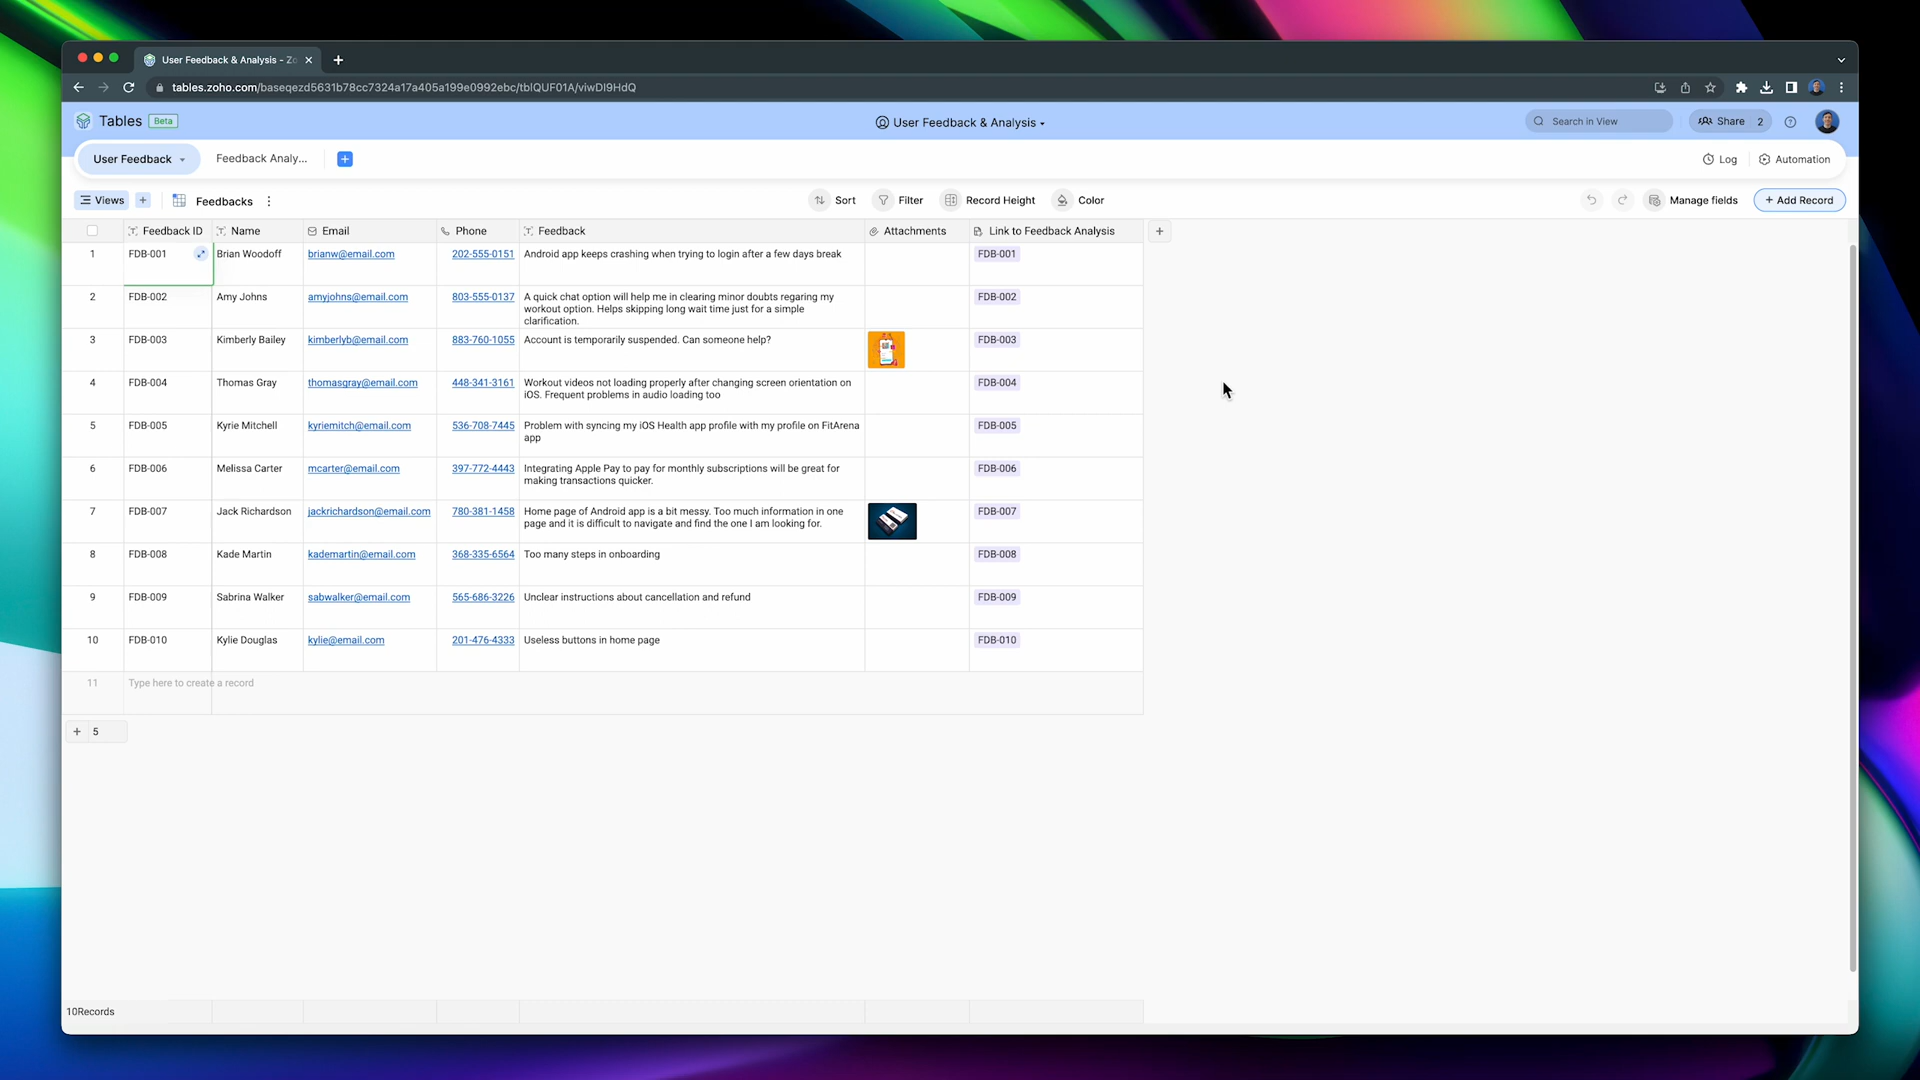 User Feedback & Analysis - Zo
tables.zoho.com/baseqezd5631b78cc7324a17a405a199e0992ebc/tblQUF01A/viwDI9HdQ
Tables Beta
User Feedback & Analysis
Search in View
Share 2
User Feedback
Feedback Analy...
Log
Automation
Views
Feedbacks
Sort
Filter
Record Height
Color
Manage fields
+ Add Record
Feedback ID Name Email Phone Feedback Attachments Link to Feedback Analysis
1 FDB-001 Brian Woodoff brianw@email.com 202-555-0151 Android app keeps crashing when trying to login after a few days break FDB-001
2 FDB-002 Amy Johns amyjohns@email.com 803-555-0137 A quick chat option will help me in clearing minor doubts regaring my FDB-002
workout option. Helps skipping long wait time just for a simple
clarification.
3 FDB-003 Kimberly Bailey kimberlyb@email.com 883-760-1055 Account is temporarily suspended. Can someone help? FDB-003
4 FDB-004 Thomas Gray thomasgray@email.com 448-341-3161 Workout videos not loading properly after changing screen orientation on FDB-004
iOS. Frequent problems in audio loading too
5 FDB-005 Kyrie Mitchell kyriemitch@email.com 536-708-7445 Problem with syncing my iOS Health app profile with my profile on FitArena FDB-005
app
6 FDB-006 Melissa Carter mcarter@email.com 397-772-4443 Integrating Apple Pay to pay for monthly subscriptions will be great for FDB-006
making transactions quicker.
7 FDB-007 Jack Richardson jackrichardson@email.com 780-381-1458 Home page of Android app is a bit messy. Too much information in one FDB-007
page and it is difficult to navigate and find the one I am looking for.
8 FDB-008 Kade Martin kademartin@email.com 368-335-6564 Too many steps in onboarding FDB-008
9 FDB-009 Sabrina Walker sabwalker@email.com 565-686-3226 Unclear instructions about cancellation and refund FDB-009
10 FDB-010 Kylie Douglas kylie@email.com 201-476-4333 Useless buttons in home page FDB-010
11 Type here to create a record
+ 5
10Records